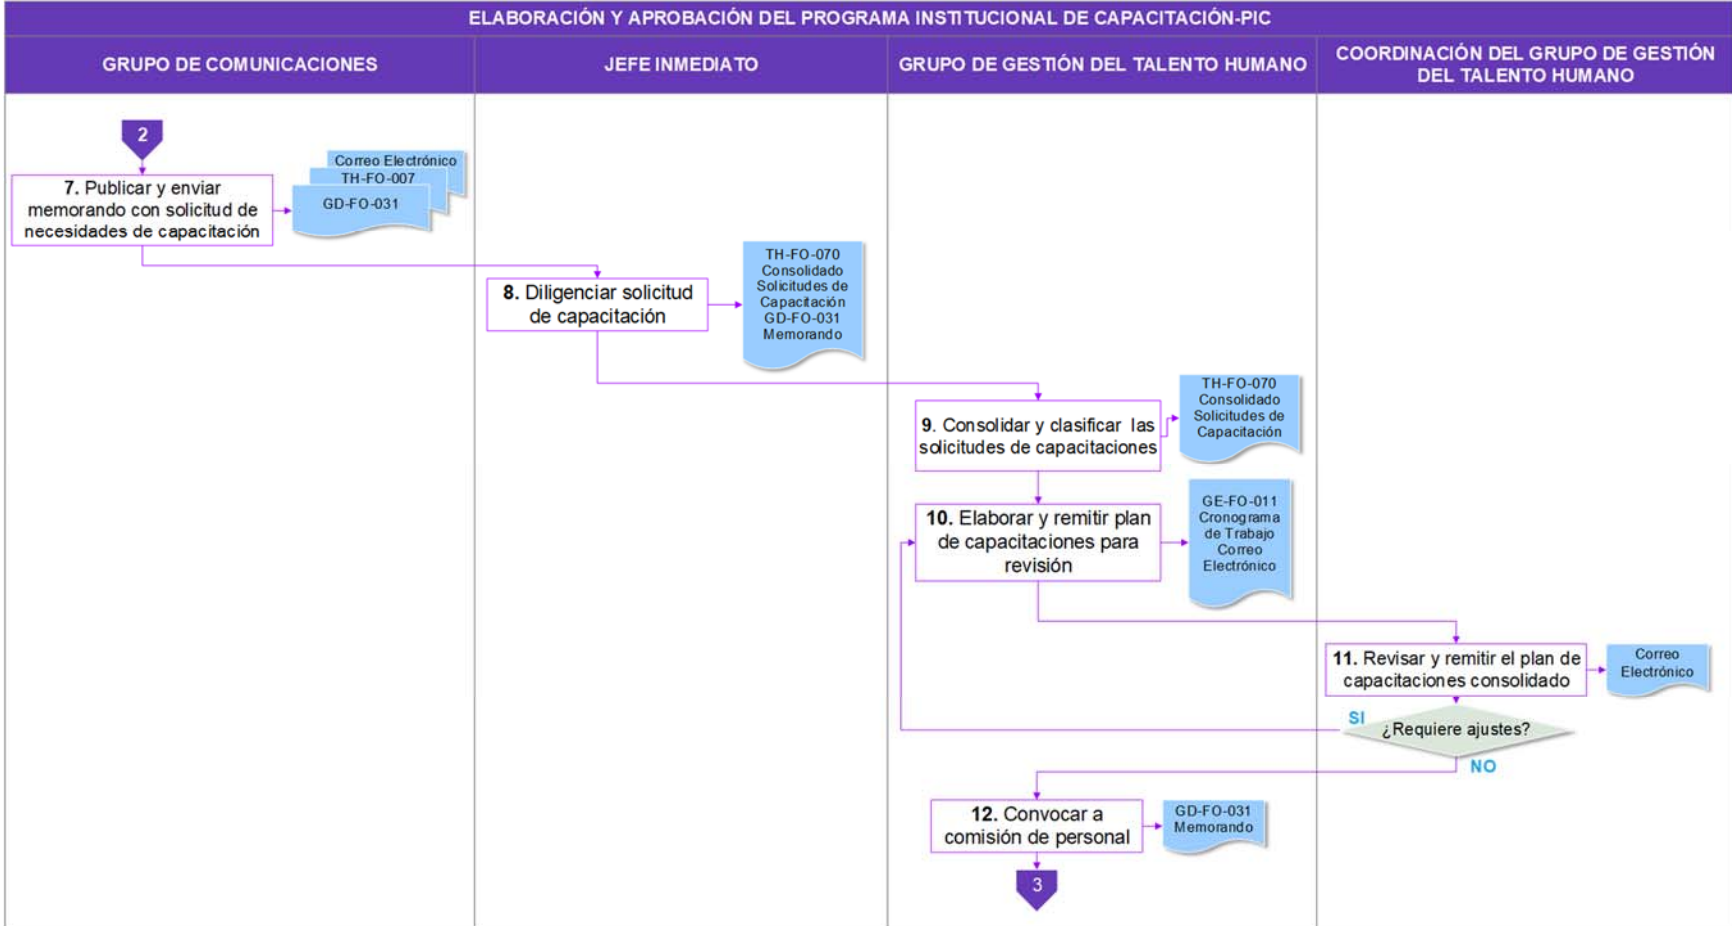 ELABORACIÓN Y APROBACIÓN DEL PROGRAMA INSTITUCIONAL DE CAPACITACIÓN-PIC
GRUPO DE COMUNICACIONES
JEFE INMEDIATO
GRUPO DE GESTIÓN DEL TALENTO HUMANO
COORDINACIÓN DEL GRUPO DE GESTIÓN
DEL TALENTO HUMANO
2
7. Publicar y enviar
memorando con solicitud de
necesidades de capacitación
Correo Electrónico
TH-FO-007
GD-FO-031
8. Diligenciar solicitud
de capacitación
TH-FO-070
Consolidado
Solicitudes de
Capacitación
GD-FO-031
Memorando
9. Consolidar y clasificar las
solicitudes de capacitaciones
TH-FO-070
Consolidado
Solicitudes de
Capacitación
10. Elaborar y remitir plan
de capacitaciones para
revisión
GE-FO-011
Cronograma
de Trabajo
Correo
Electrónico
11. Revisar y remitir el plan de
capacitaciones consolidado
Correo
Electrónico
SI
¿Requiere ajustes?
NO
12. Convocar a
comisión de personal
GD-FO-031
Memorando
3